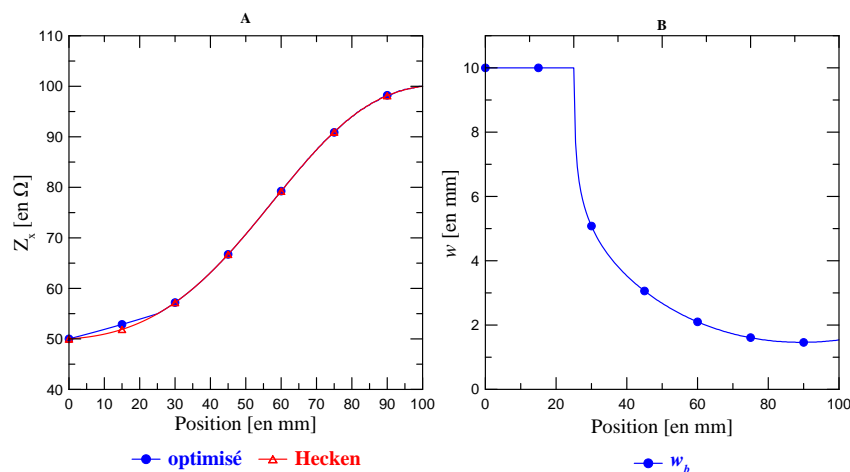 A
110
100
90
80
70
60
50
40
Z_x [en Ω]
0 10 20 30 40 50 60 70 80 90 100
Position [en mm]
optimisé Hecken
B
10
8
6
4
2
0
w [en mm]
0 20 40 60 80 100
Position [en mm]
w_h